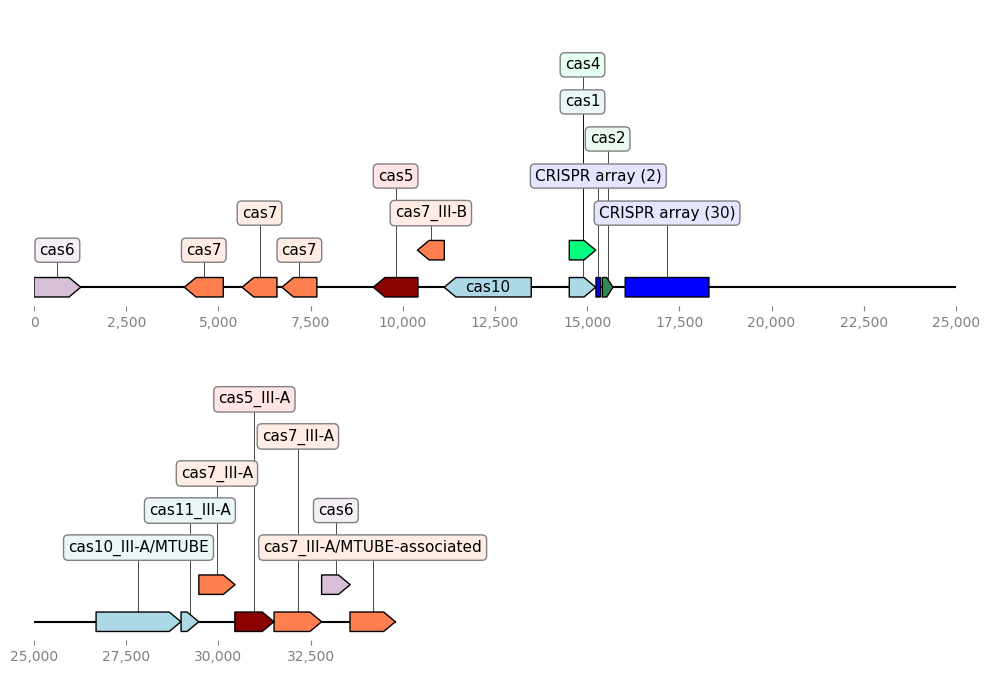 cas4
cas1
cas2
cas5
CRISPR array (2)
cas7
cas7_III-B
CRISPR array (30)
cas6
cas7
cas7
cas10
0
2,500
5,000
7,500
10,000
12,500
15,000
17,500
20,000
22,500
25,000
cas5_III-A
cas7_III-A
cas7_III-A
cas11_III-A
cas6
cas10_III-A/MTUBE
cas7_III-A/MTUBE-associated
25,000
27,500
30,000
32,500